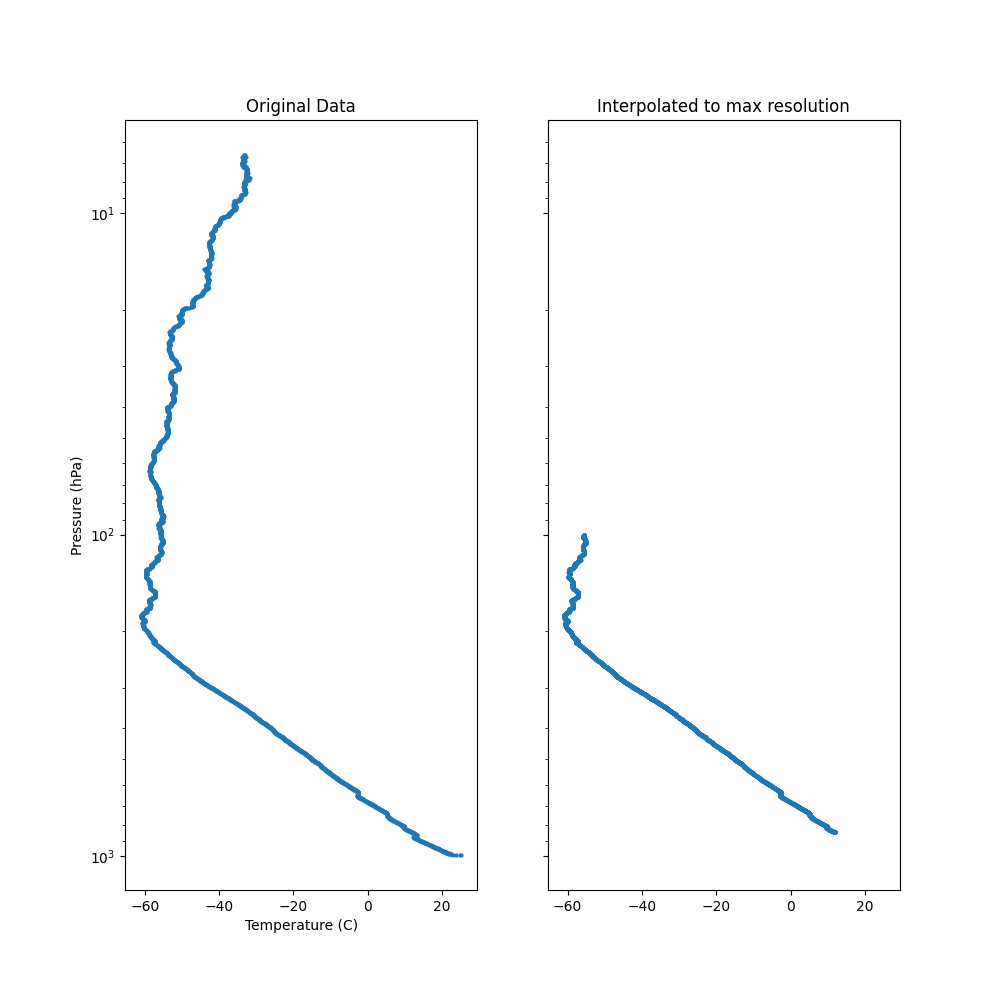 Original Data
Interpolated to max resolution
10¹
10²
10³
Pressure (hPa)
−60 −40 −20 0 20
−60 −40 −20 0 20
Temperature (C)